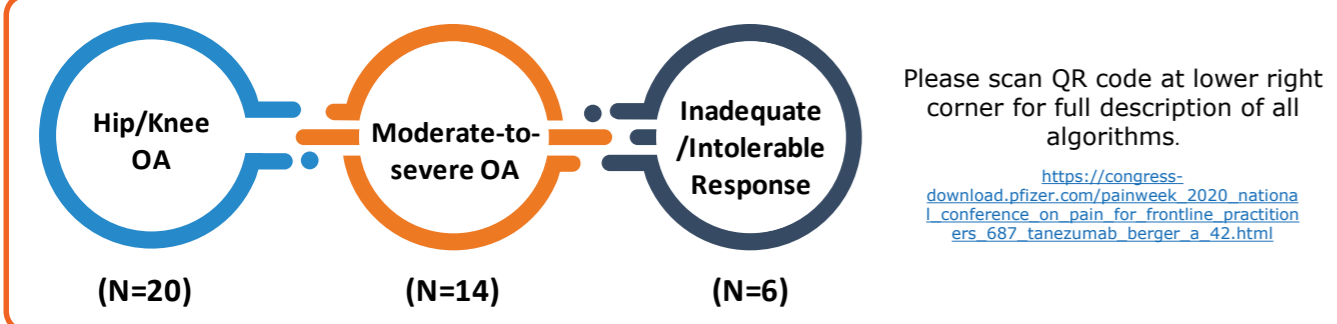 Hip/Knee
OA
(N=20)
Moderate-to-
severe OA
(N=14)
Inadequate
/Intolerable
Response
(N=6)
Please scan QR code at lower right
corner for full description of all
algorithms.
https://congress-
download.pfizer.com/painweek_2020_nationa
l_conference_on_pain_for_frontline_practition
ers_687_tanezumab_berger_a_42.html